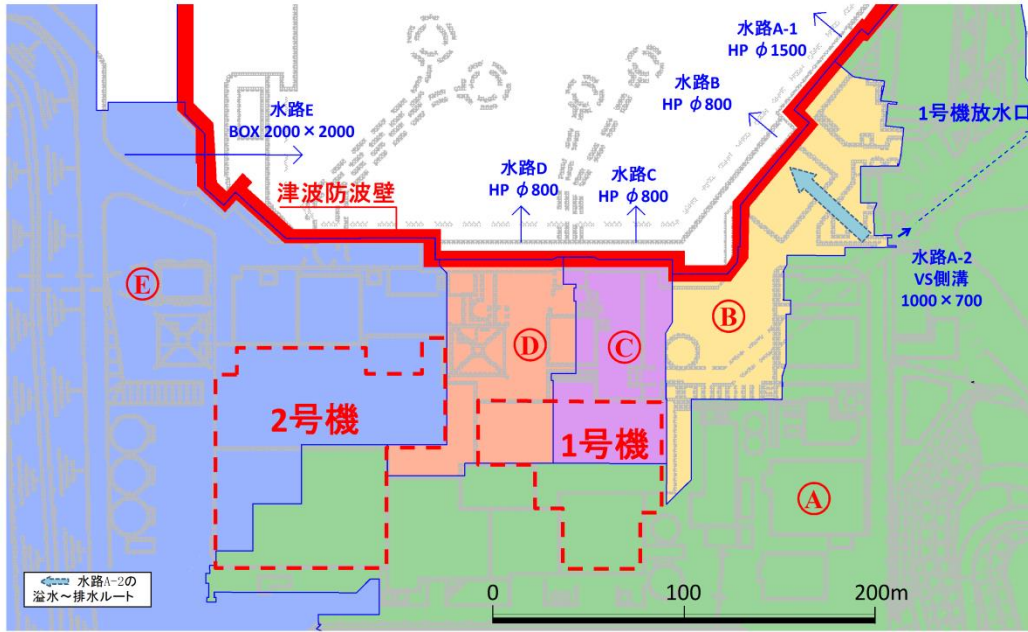 水路A-1
HP φ1500
水路B
HP φ800
水路E
BOX 2000×2000
1号機放水口
水路D
HP φ800
水路C
HP φ800
津波防波壁
水路A-2
VS側溝
1000×700
Ⓔ
Ⓑ
Ⓓ
Ⓒ
2号機
1号機
Ⓐ
水路A-2の
溢水～排水ルート
0
100
200m